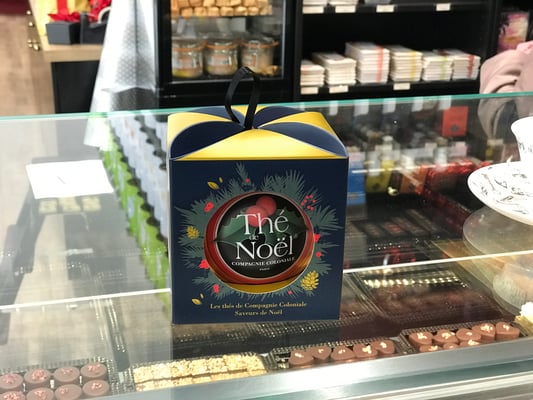 Thé
de
Noël
COMPAGNIE COLONIALE
PARIS
Les thés de Compagnie Coloniale
Saveurs de Noël